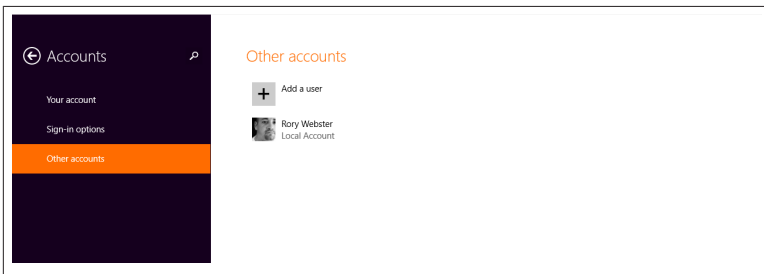 Accounts
Your account
Sign-in options
Other accounts
Other accounts
Add a user
Rory Webster
Local Account